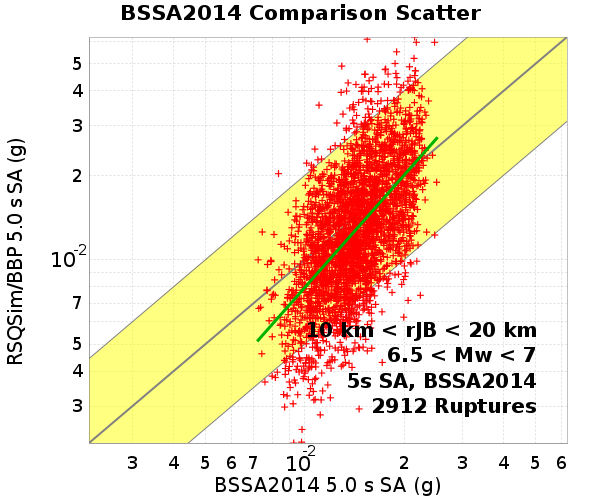 BSSA2014 Comparison Scatter
RSQSim/BBP 5.0 s SA (g)
5
4
3
2
10-2
7
5
4
3
10 km < rJB < 20 km
6.5 < Mw < 7
5s SA, BSSA2014
2912 Ruptures
3 4 5 6 7 10-2 2 3 4 5 6
BSSA2014 5.0 s SA (g)